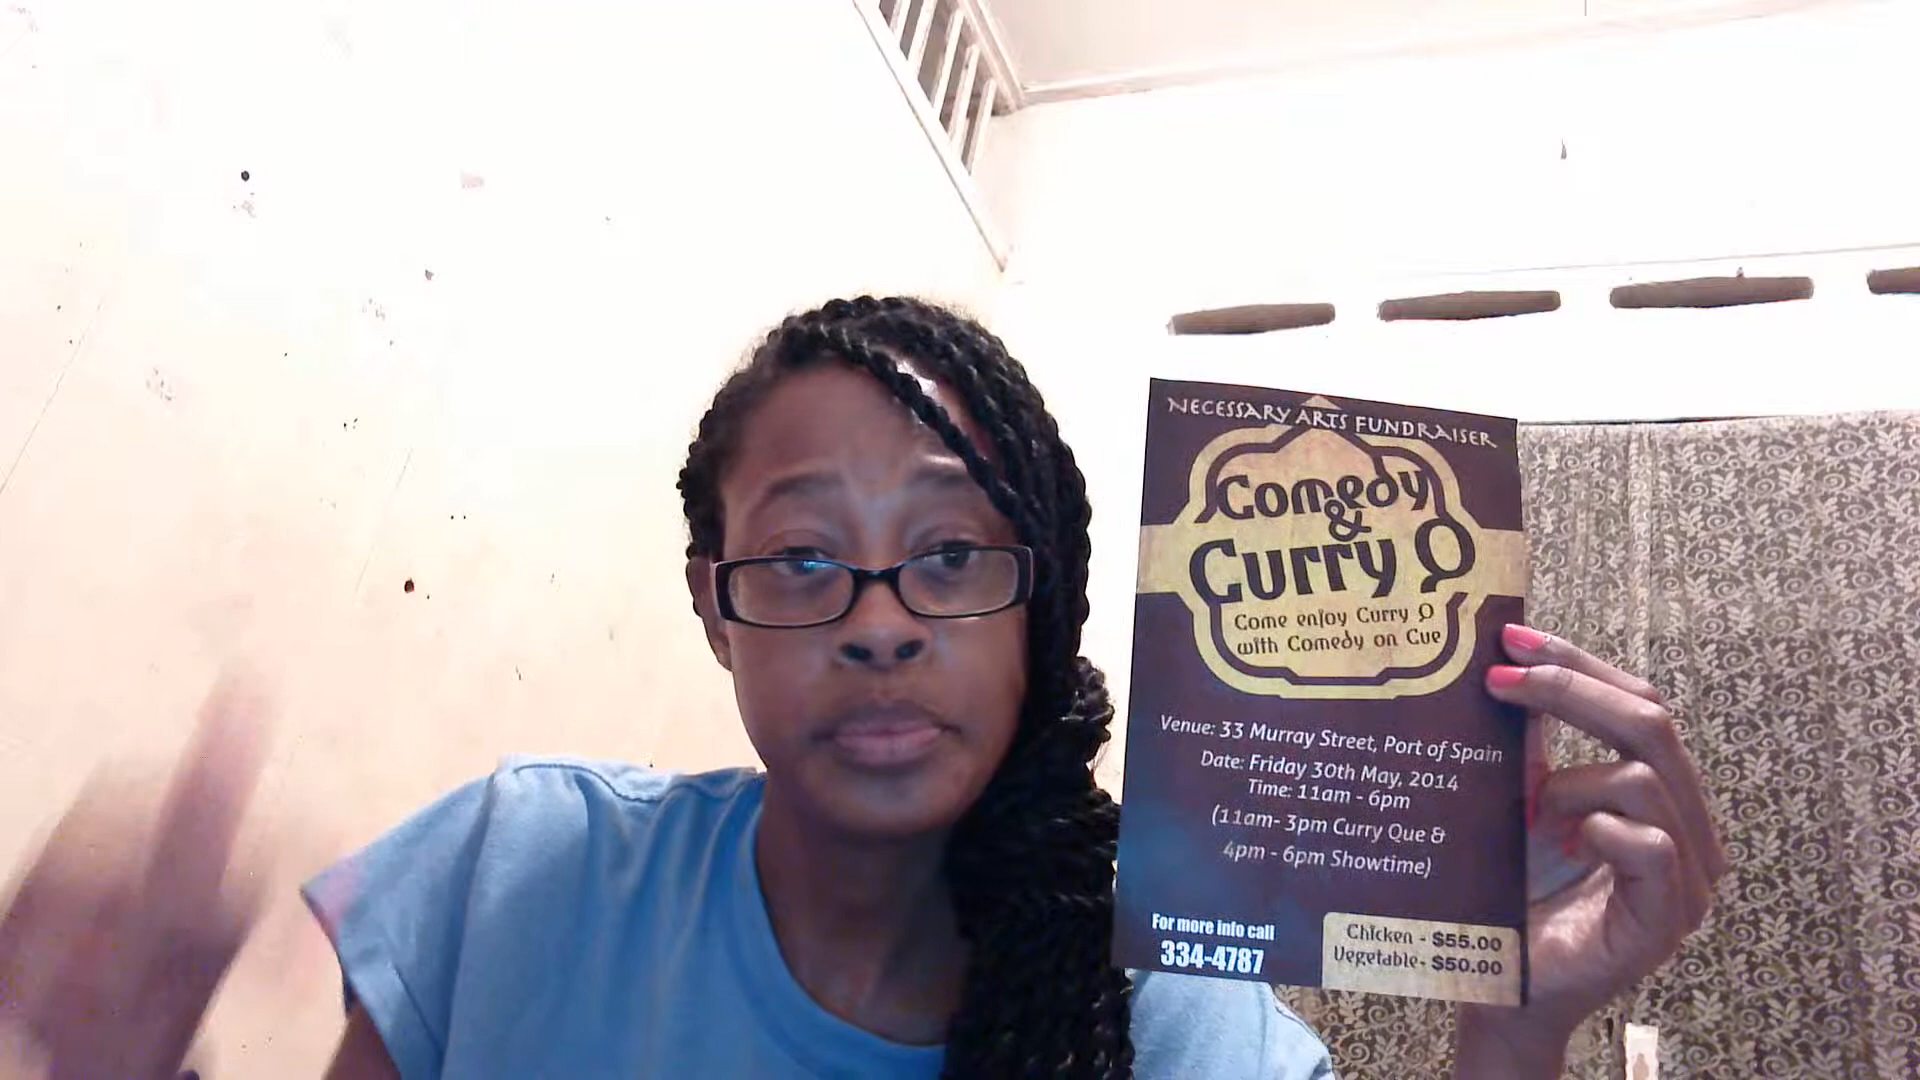 NECESSARY ARTS FUNDRAISER
Comedy
&
Curry Q
Come enjoy Curry Q
with Comedy on Cue
Venue: 33 Murray Street, Port of Spain
Date: Friday 30th May, 2014
Time: 11am - 6pm
(11am- 3pm Curry Que &
4pm - 6pm Showtime)
For more info call
334-4787
Chicken - $55.00
Vegetable- $50.00